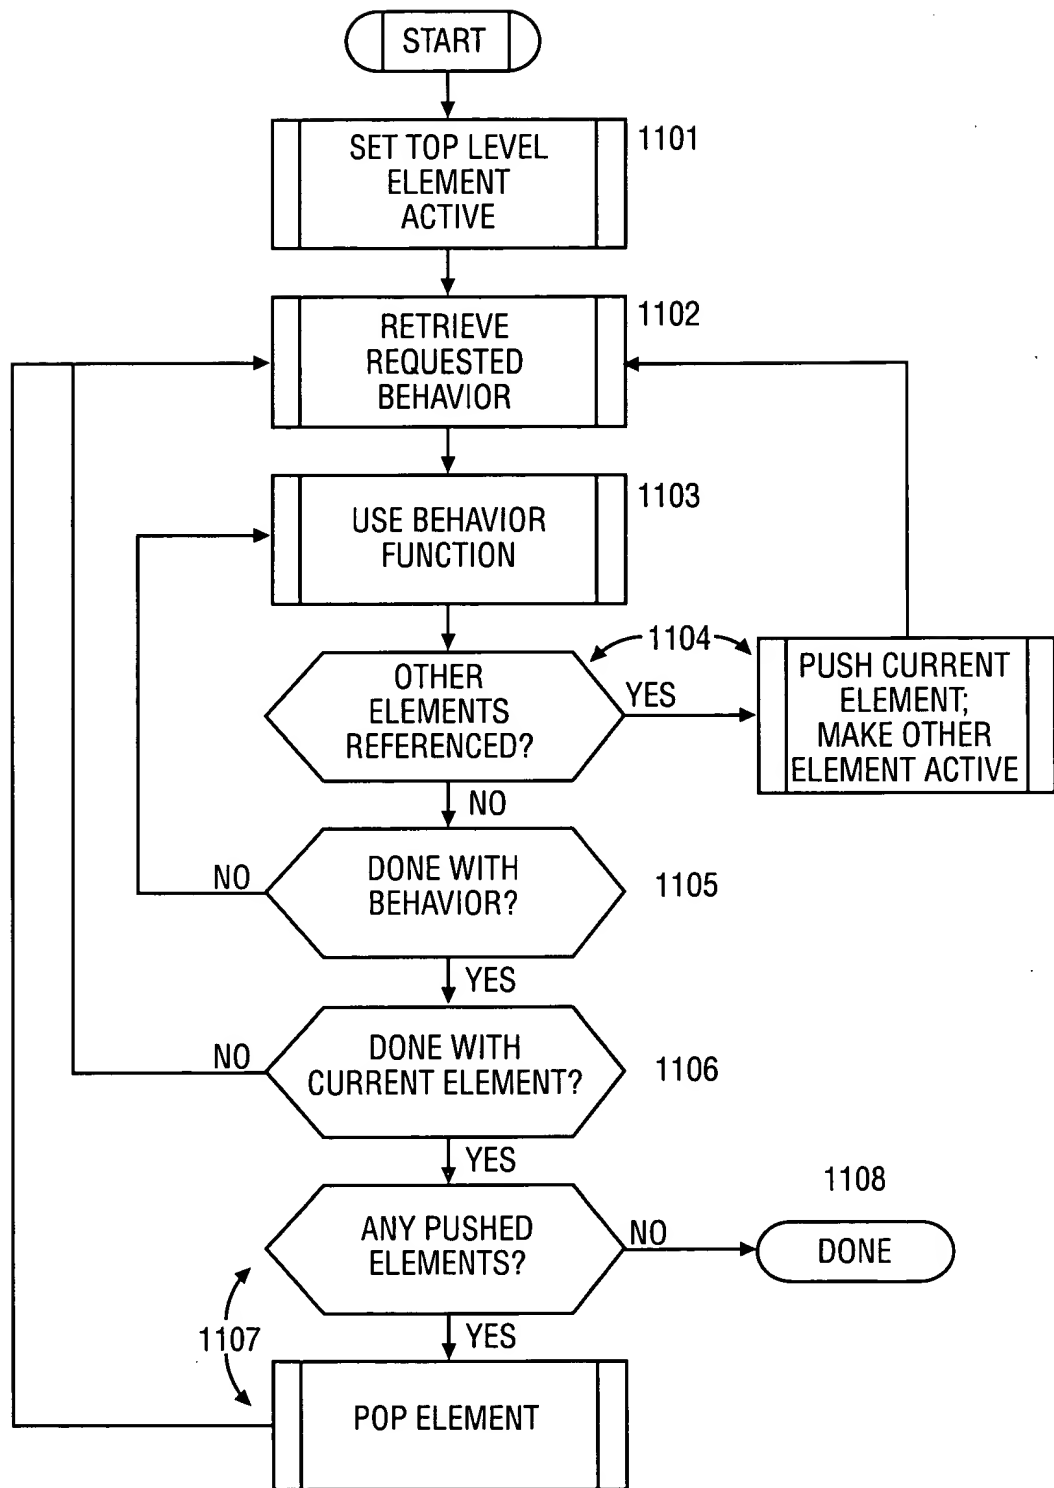 START
SET TOP LEVEL
ELEMENT
ACTIVE
1101
RETRIEVE
REQUESTED
BEHAVIOR
1102
USE BEHAVIOR
FUNCTION
1103
OTHER
ELEMENTS
REFERENCED?
1104
YES
PUSH CURRENT
ELEMENT;
MAKE OTHER
ELEMENT ACTIVE
NO
DONE WITH
BEHAVIOR?
NO
1105
YES
DONE WITH
CURRENT ELEMENT?
NO
1106
YES
ANY PUSHED
ELEMENTS?
NO
1108
DONE
1107
YES
POP ELEMENT